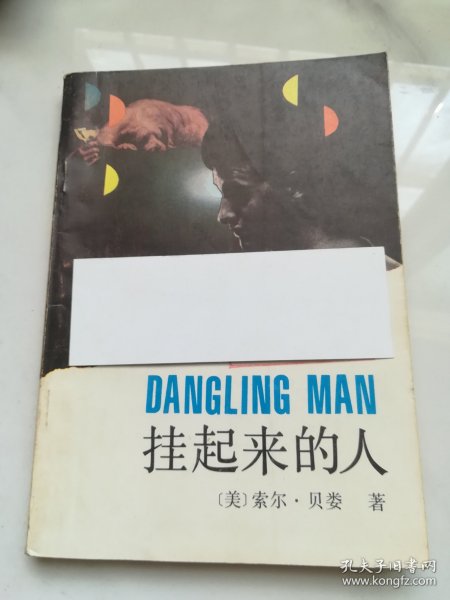 DANGLING MAN
挂起来的人
〔美〕索尔·贝娄 著
孔夫子旧书网
www.kongfz.com